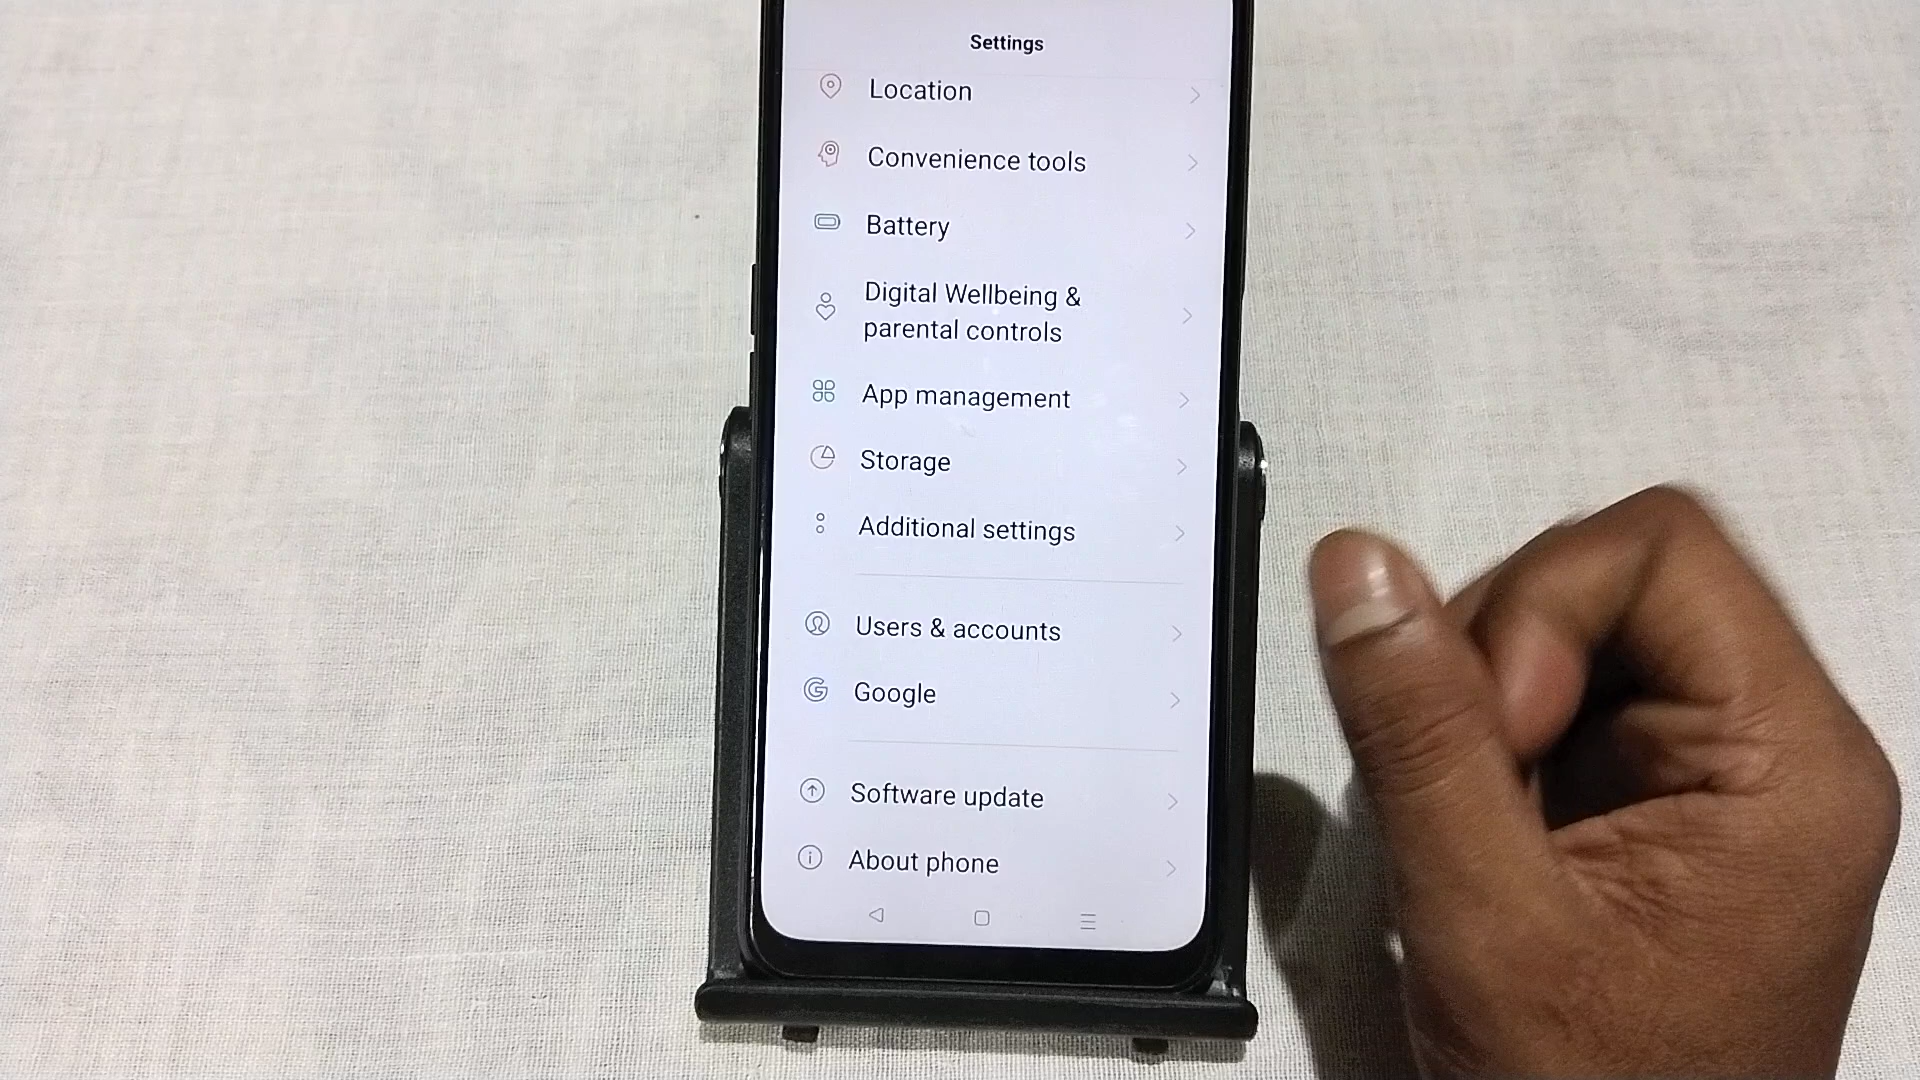 Settings
Location
Convenience tools
Battery
Digital Wellbeing &
parental controls
App management
Storage
Additional settings
Users & accounts
Google
Software update
About phone